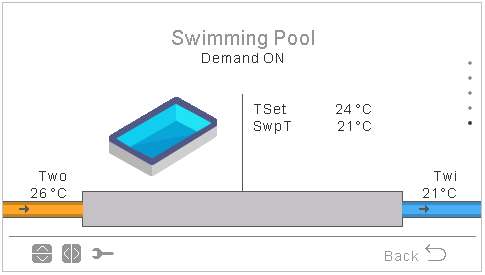 Swimming Pool
Demand ON
TSet 24°C
SwpT 21°C
Two
26°C
Twi
21°C
Back